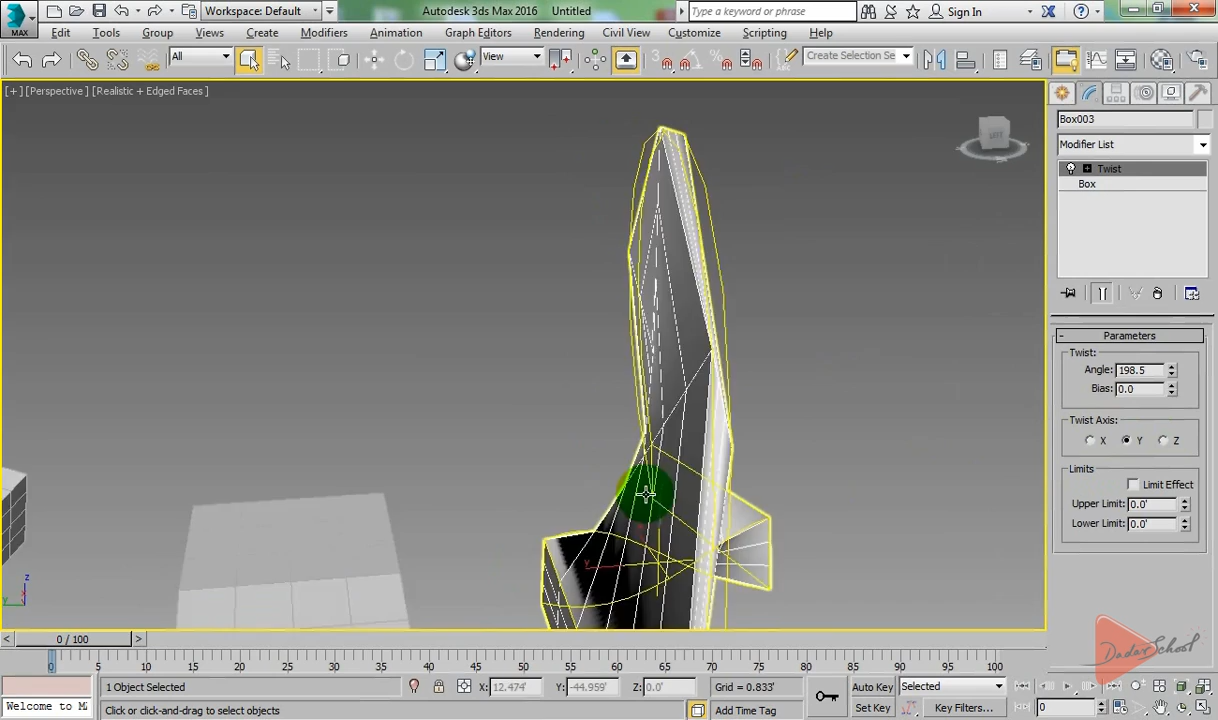 MAX
Workspace: Default
Autodesk 3ds Max 2016 Untitled
Type a keyword or phrase
Sign In
Edit Tools Group Views Create Modifiers Animation Graph Editors Rendering Civil View Customize Scripting Help
All
View
Create Selection Se
[+] [Perspective] [Realistic + Edged Faces]
LEFT
Box003
Modifier List
Twist
Box
Parameters
Twist:
Angle: 198.5
Bias: 0.0
Twist Axis:
X Y Z
Limits
Limit Effect
Upper Limit: 0.0'
Lower Limit: 0.0'
z
y
Y
DadarSchool
< 0 / 100 >
0 5 10 15 20 25 30 35 40 45 50 55 60 65 70 75 80 85 90 95 100
1 Object Selected
X: 12.474' Y: -44.959' Z: 0.0'
Grid = 0.833'
Auto Key
Selected
Welcome to M
Click or click-and-drag to select objects
Add Time Tag
Set Key
Key Filters...
0